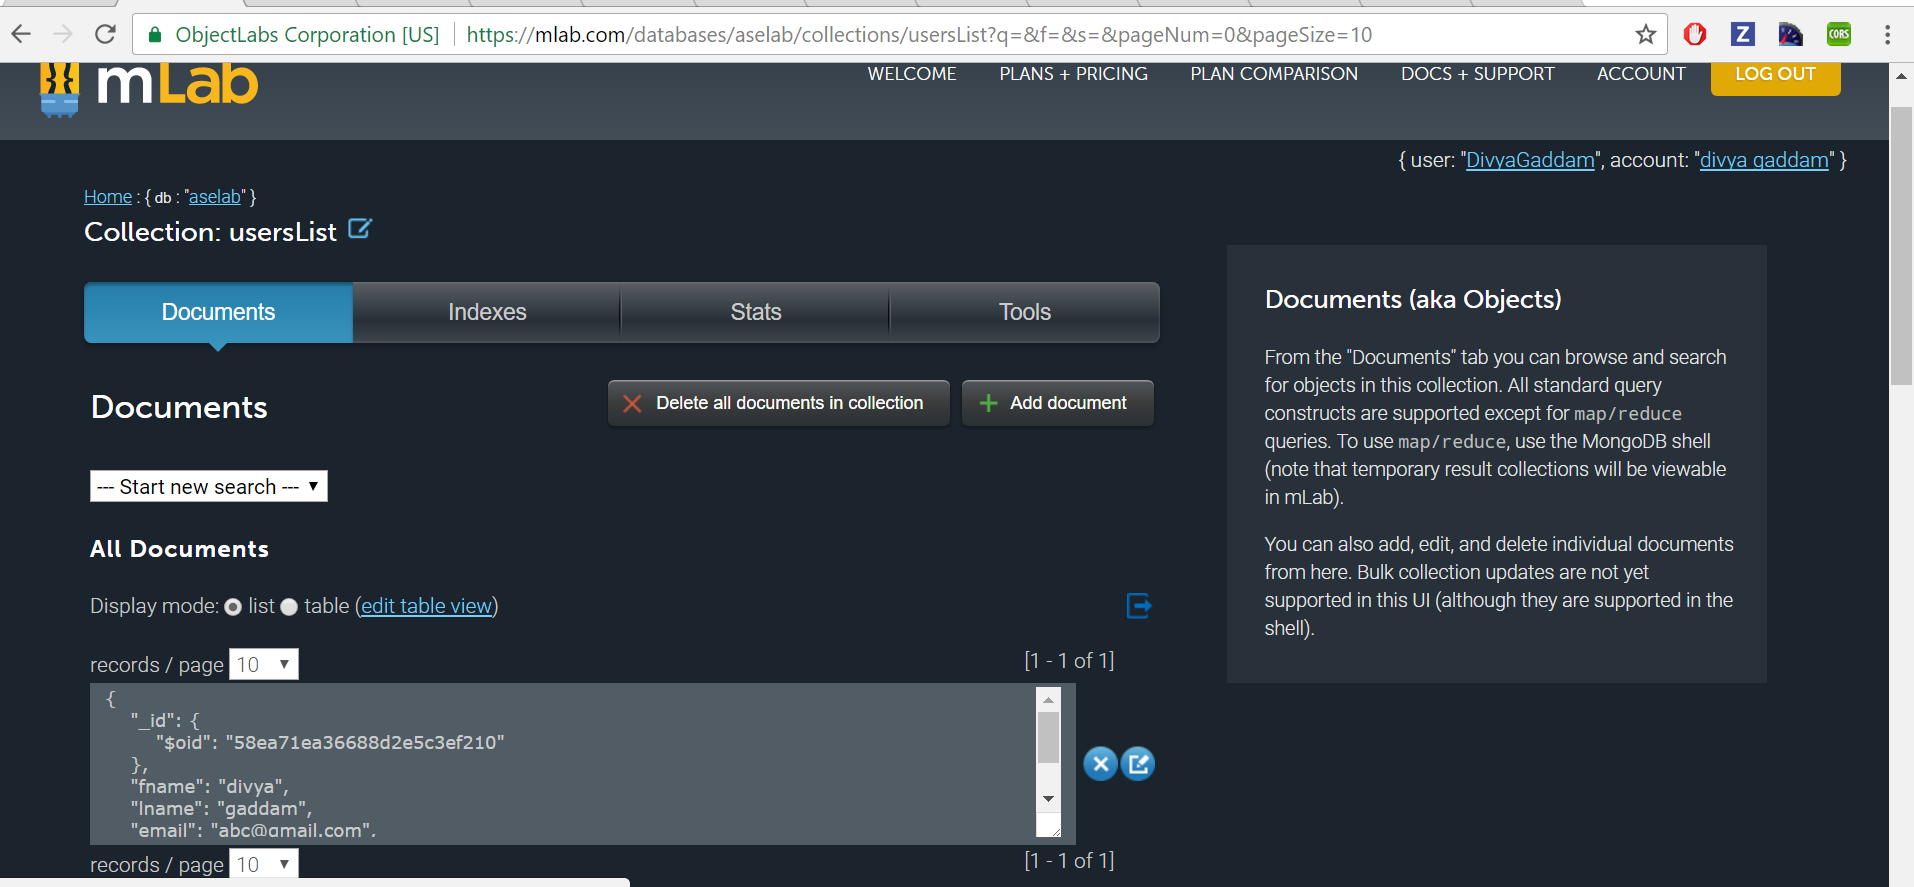 ObjectLabs Corporation [US] https://mlab.com/databases/aselab/collections/usersList?q=&f=&s=&pageNum=0&pageSize=10
Z
CORS
mLab
WELCOME PLANS + PRICING PLAN COMPARISON DOCS + SUPPORT ACCOUNT LOG OUT
{ user: "DivyaGaddam", account: "divya gaddam" }
Home : { db : "aselab" }
Collection: usersList
Documents Indexes Stats Tools
Documents
Delete all documents in collection
Add document
--- Start new search ---
All Documents
Display mode: list table (edit table view)
records / page 10 [1 - 1 of 1]
{
"_id": {
"$oid": "58ea71ea36688d2e5c3ef210"
},
"fname": "divya",
"lname": "gaddam",
"email": "abc@gmail.com",
records / page 10 [1 - 1 of 1]
Documents (aka Objects)
From the "Documents" tab you can browse and search
for objects in this collection. All standard query
constructs are supported except for map/reduce
queries. To use map/reduce, use the MongoDB shell
(note that temporary result collections will be viewable
in mLab).
You can also add, edit, and delete individual documents
from here. Bulk collection updates are not yet
supported in this UI (although they are supported in the
shell).